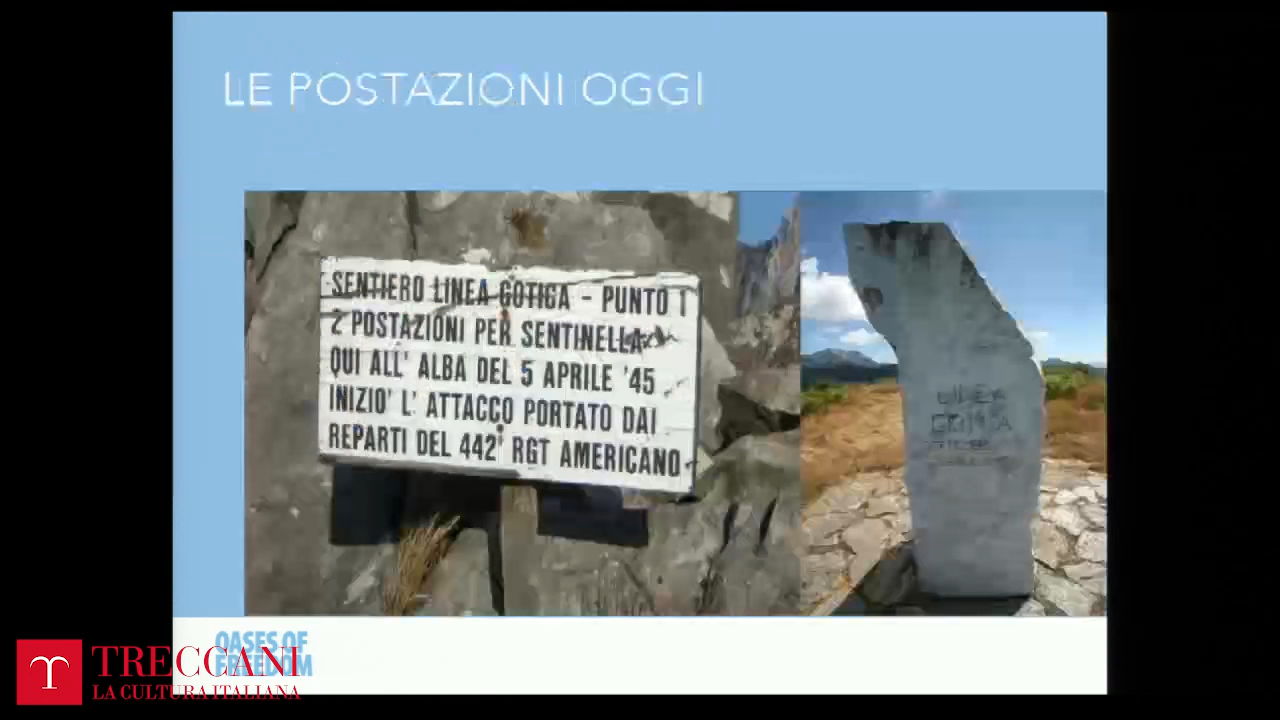 LE POSTAZIONI OGGI
SENTIERO LINEA GOTICA - PUNTO 1
2 POSTAZIONI PER SENTINELLA
QUI ALL' ALBA DEL 5 APRILE '45
INIZIO' L' ATTACCO PORTATO DAI
REPARTI DEL 442° RGT AMERICANO
LINEA
GOTICA
OASES OF
FREEDOM
TRECCANI
LA CULTURA ITALIANA